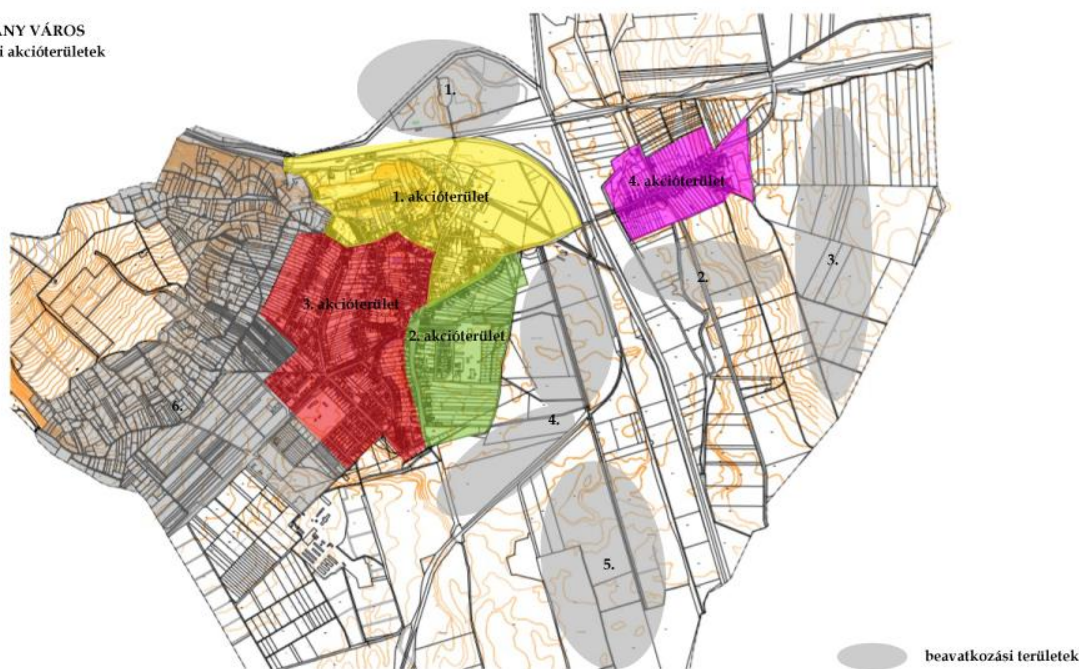 ANY VÁROS
i akcióterületek
1.
1. akcióterület
4. akcióterület
3. akcióterület
2. akcióterület
2.
3.
6.
4.
5.
beavatkozási területek